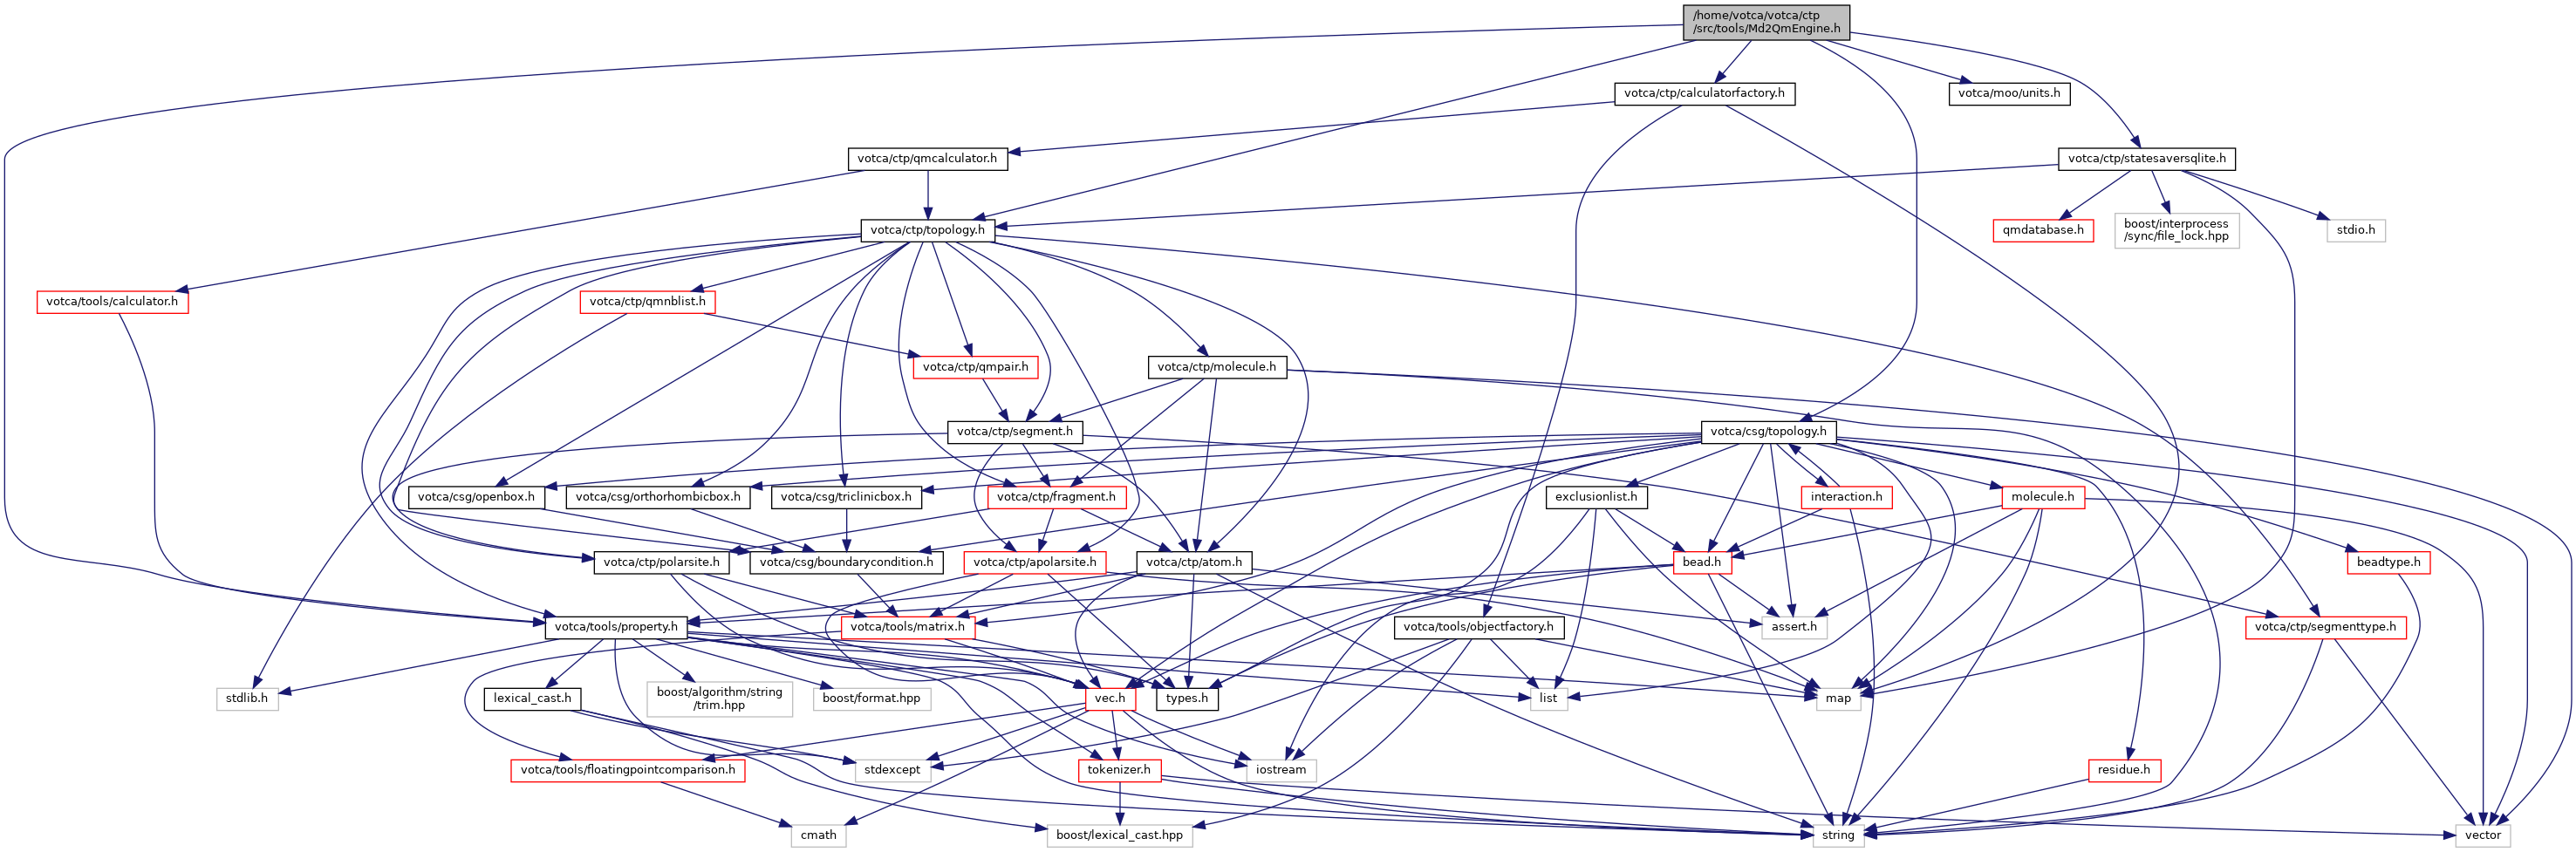 /home/votca/votca/ctp
/src/tools/Md2QmEngine.h
votca/ctp/calculatorfactory.h
votca/moo/units.h
votca/ctp/qmcalculator.h
votca/ctp/statesaversqlite.h
votca/ctp/topology.h
qmdatabase.h
boost/interprocess
/sync/file_lock.hpp
stdio.h
votca/tools/calculator.h
votca/ctp/qmnblist.h
votca/ctp/qmpair.h
votca/ctp/molecule.h
votca/ctp/segment.h
votca/csg/topology.h
votca/csg/openbox.h
votca/csg/orthorhombicbox.h
votca/csg/triclinicbox.h
votca/ctp/fragment.h
exclusionlist.h
interaction.h
molecule.h
votca/ctp/polarsite.h
votca/csg/boundarycondition.h
votca/ctp/apolarsite.h
votca/ctp/atom.h
bead.h
beadtype.h
votca/tools/property.h
votca/tools/matrix.h
votca/tools/objectfactory.h
assert.h
votca/ctp/segmenttype.h
stdlib.h
lexical_cast.h
boost/algorithm/string
/trim.hpp
boost/format.hpp
vec.h
types.h
list
map
votca/tools/floatingpointcomparison.h
stdexcept
tokenizer.h
iostream
residue.h
cmath
boost/lexical_cast.hpp
string
vector